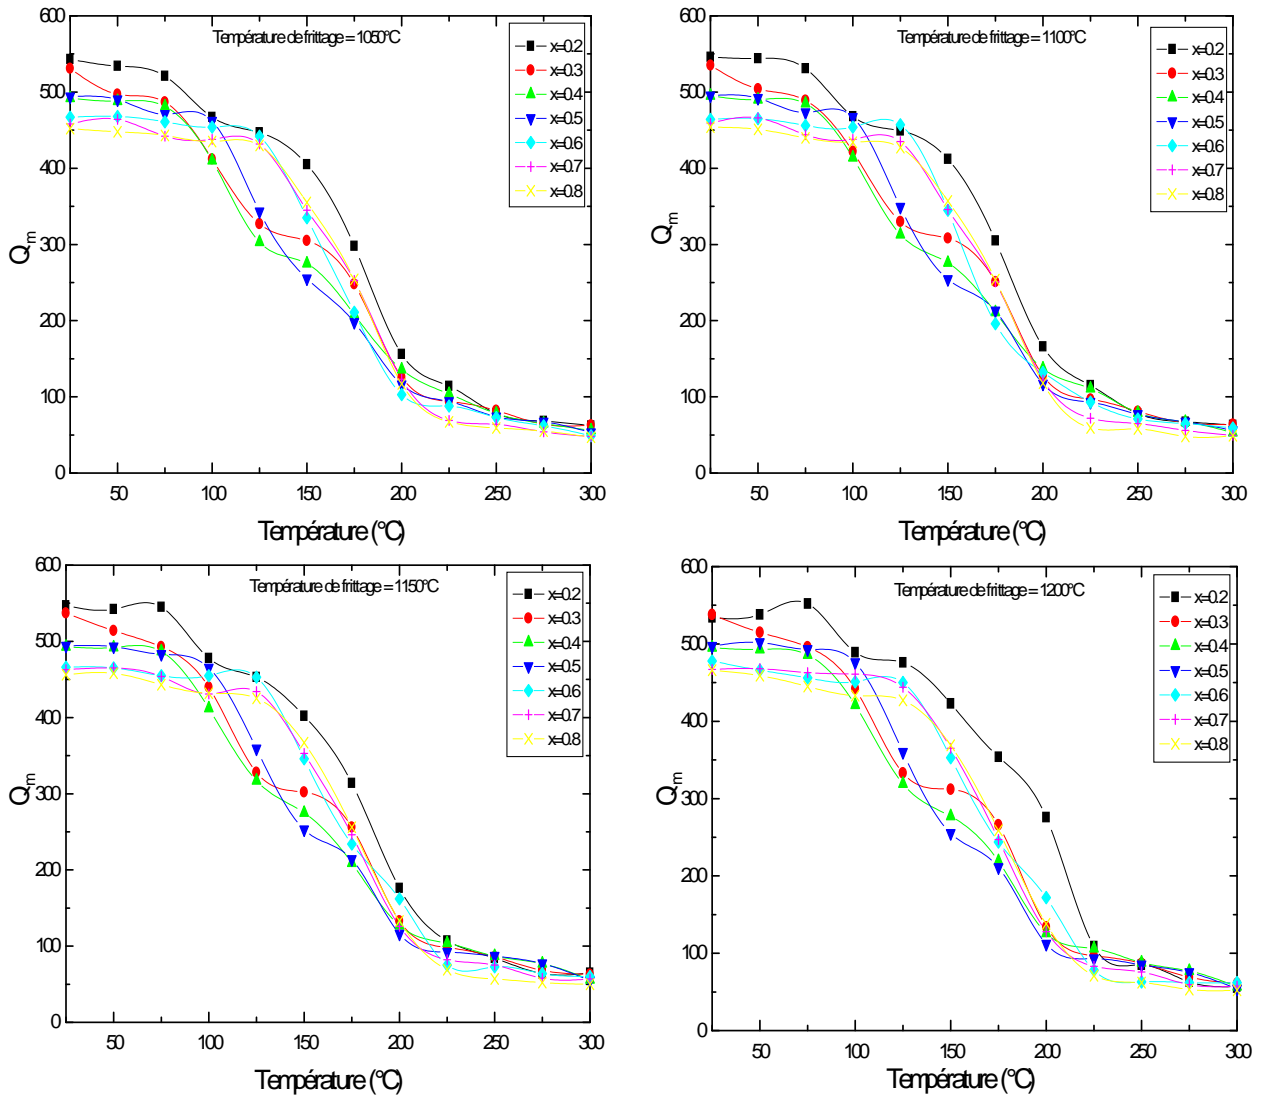 Température de frittage = 1050°C
x=0.2
x=0.3
x=0.4
x=0.5
x=0.6
x=0.7
x=0.8
Qm
600
500
400
300
200
100
0
50 100 150 200 250 300
Température (°C)
Température de frittage = 1100°C
x=0.2
x=0.3
x=0.4
x=0.5
x=0.6
x=0.7
x=0.8
Qm
600
500
400
300
200
100
0
50 100 150 200 250 300
Température (°C)
Température de frittage = 1150°C
x=0.2
x=0.3
x=0.4
x=0.5
x=0.6
x=0.7
x=0.8
Qm
600
500
400
300
200
100
0
50 100 150 200 250 300
Température (°C)
Température de frittage = 1200°C
x=0.2
x=0.3
x=0.4
x=0.5
x=0.6
x=0.7
x=0.8
Qm
600
500
400
300
200
100
0
50 100 150 200 250 300
Température (°C)